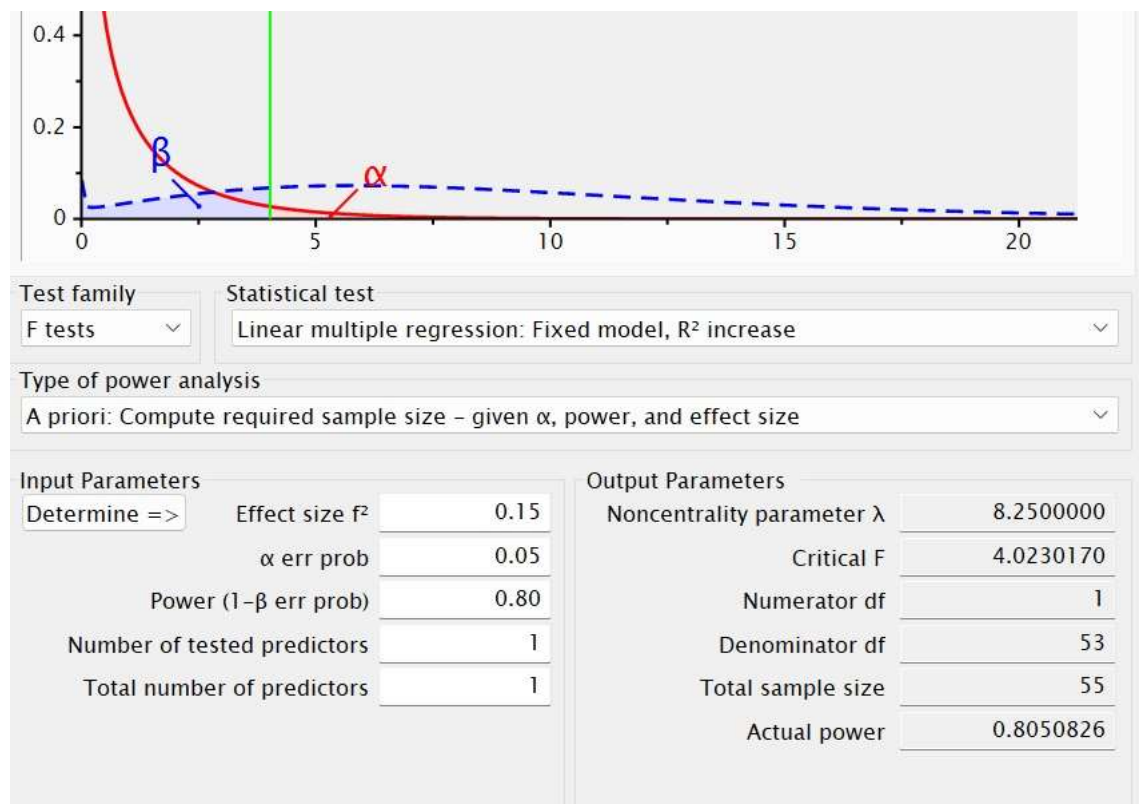 0.4
0.2
β
α
0
0 5 10 15 20
Test family Statistical test
F tests Linear multiple regression: Fixed model, R² increase
Type of power analysis
A priori: Compute required sample size – given α, power, and effect size
Input Parameters
Determine => Effect size f² 0.15
α err prob 0.05
Power (1–β err prob) 0.80
Number of tested predictors 1
Total number of predictors 1
Output Parameters
Noncentrality parameter λ 8.2500000
Critical F 4.0230170
Numerator df 1
Denominator df 53
Total sample size 55
Actual power 0.8050826